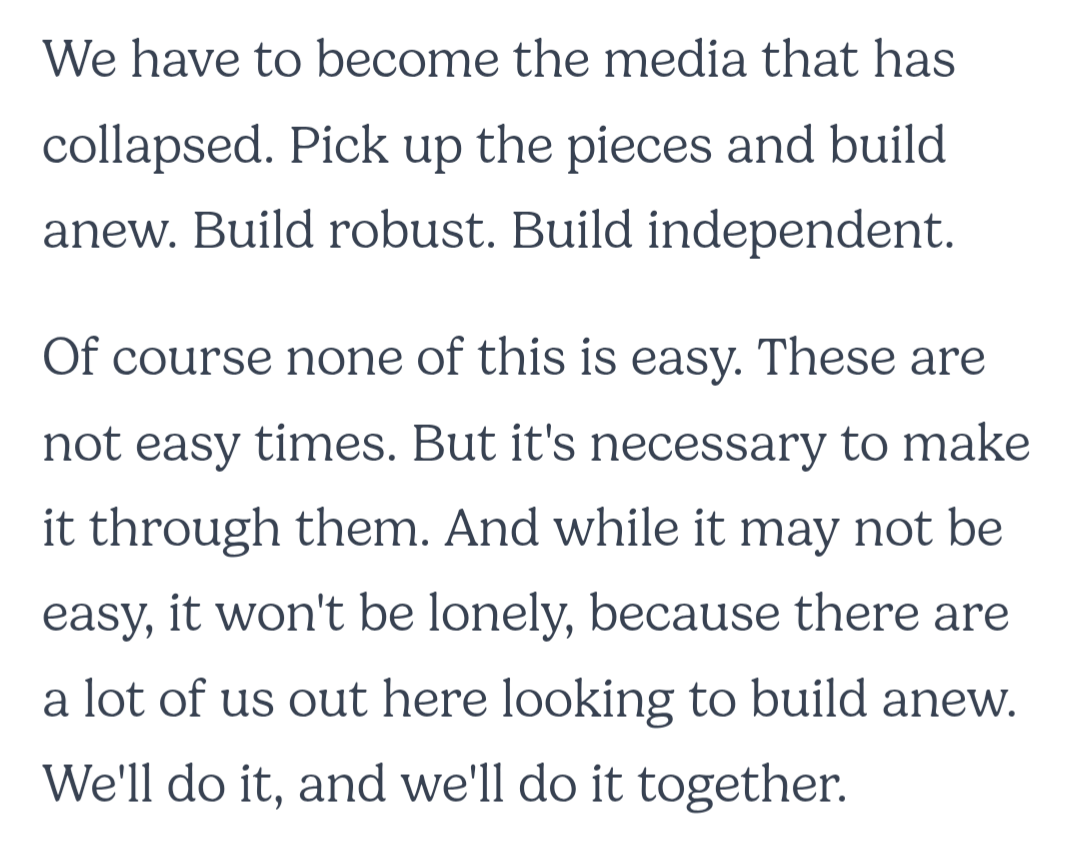 We have to become the media that has
collapsed. Pick up the pieces and build
anew. Build robust. Build independent.
Of course none of this is easy. These are
not easy times. But it's necessary to make
it through them. And while it may not be
easy, it won't be lonely, because there are
a lot of us out here looking to build anew.
We'll do it, and we'll do it together.